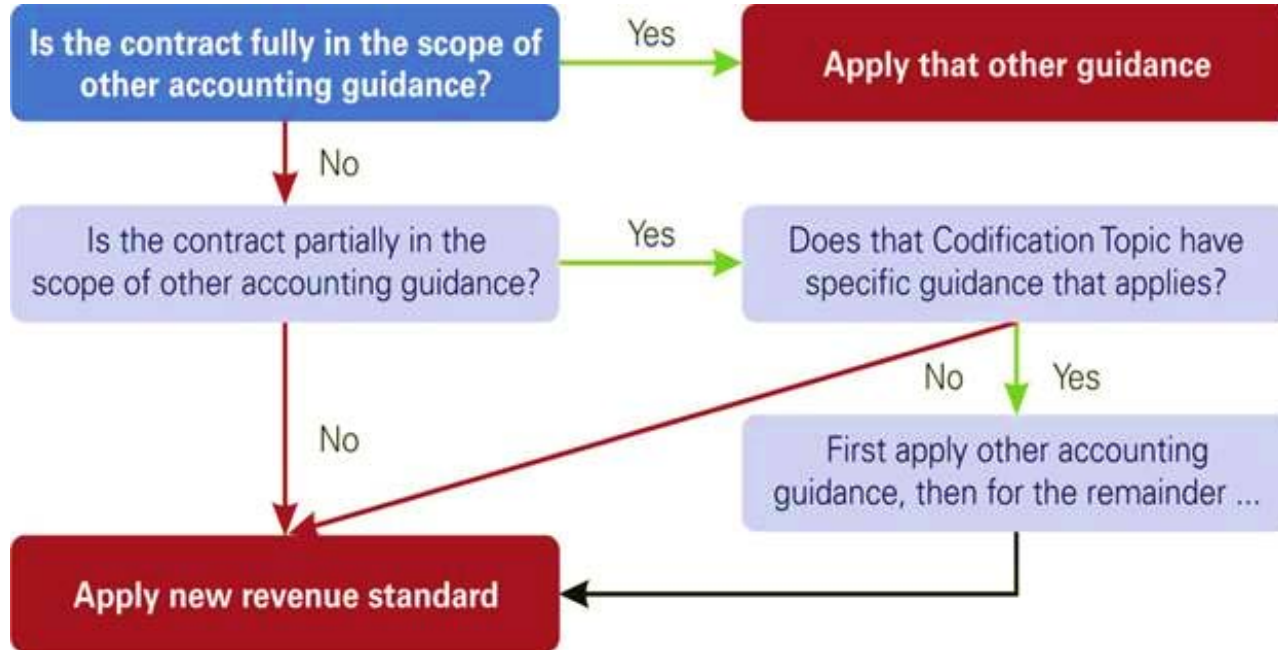 Is the contract fully in the scope of
other accounting guidance?
Yes
Apply that other guidance
No
Is the contract partially in the
scope of other accounting guidance?
Yes
Does that Codification Topic have
specific guidance that applies?
No
No
Yes
First apply other accounting
guidance, then for the remainder ...
Apply new revenue standard